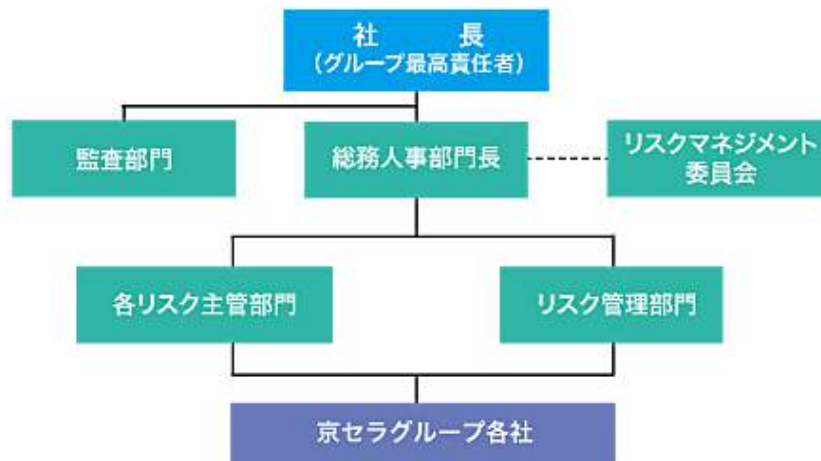 社　長
（グループ最高責任者）
監査部門
総務人事部門長
リスクマネジメント
委員会
各リスク主管部門
リスク管理部門
京セラグループ各社